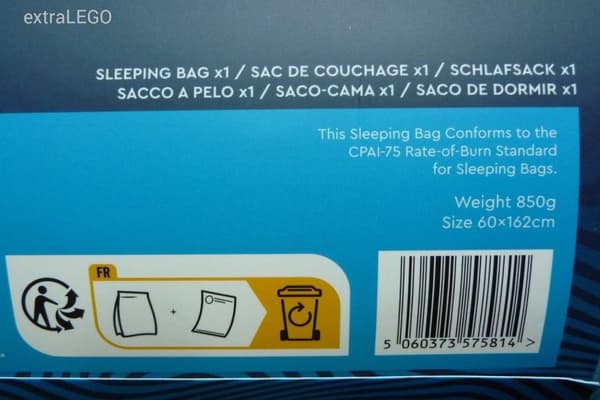 extraLEGO
SLEEPING BAG x1 / SAC DE COUCHAGE x1 / SCHLAFSACK x1
SACCO A PELO x1 / SACO-CAMA x1 / SACO DE DORMIR x1
This Sleeping Bag Conforms to the
CPAI-75 Rate-of-Burn Standard
for Sleeping Bags.
Weight 850g
Size 60x162cm
FR
+
5 060373 575814 >